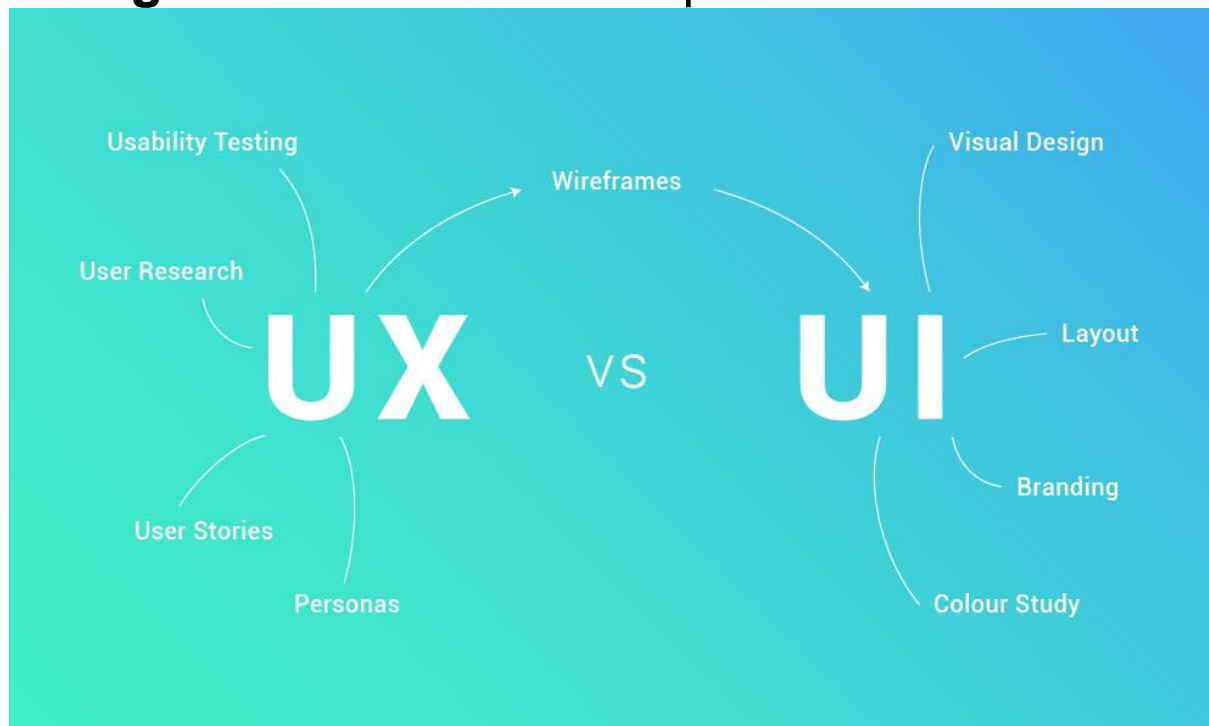 Usability Testing
User Research
UX
User Stories
Personas
Wireframes
VS
Visual Design
UI
Layout
Branding
Colour Study